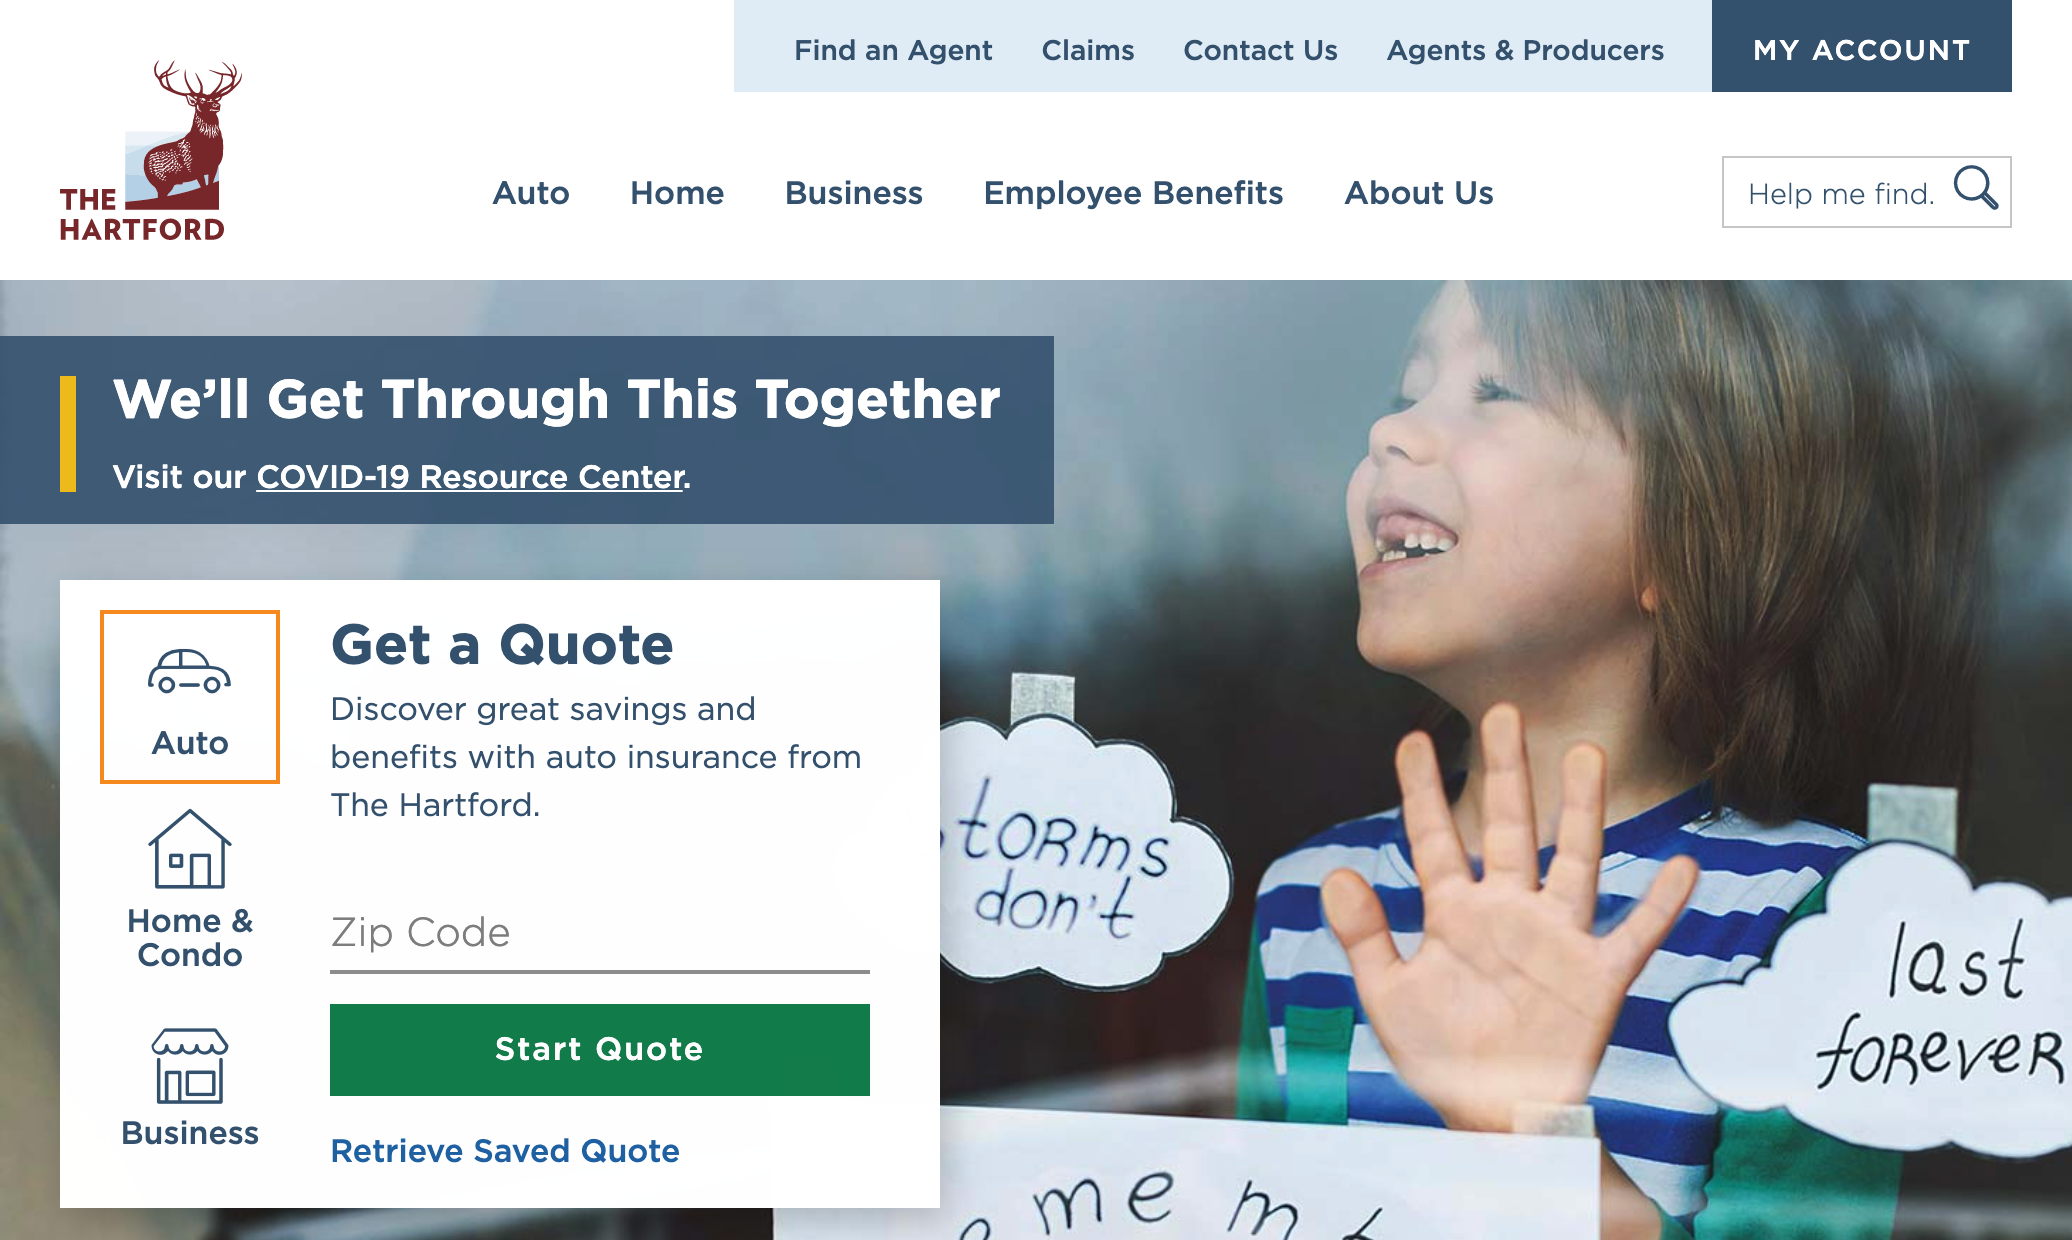 Find an Agent Claims Contact Us Agents & Producers MY ACCOUNT
THE
HARTFORD
Auto Home Business Employee Benefits About Us
Help me find.
We'll Get Through This Together
Visit our COVID-19 Resource Center.
Auto
Home &
Condo
Business
Get a Quote
Discover great savings and
benefits with auto insurance from
The Hartford.
Zip Code
Start Quote
Retrieve Saved Quote
torms
don't
last
forever